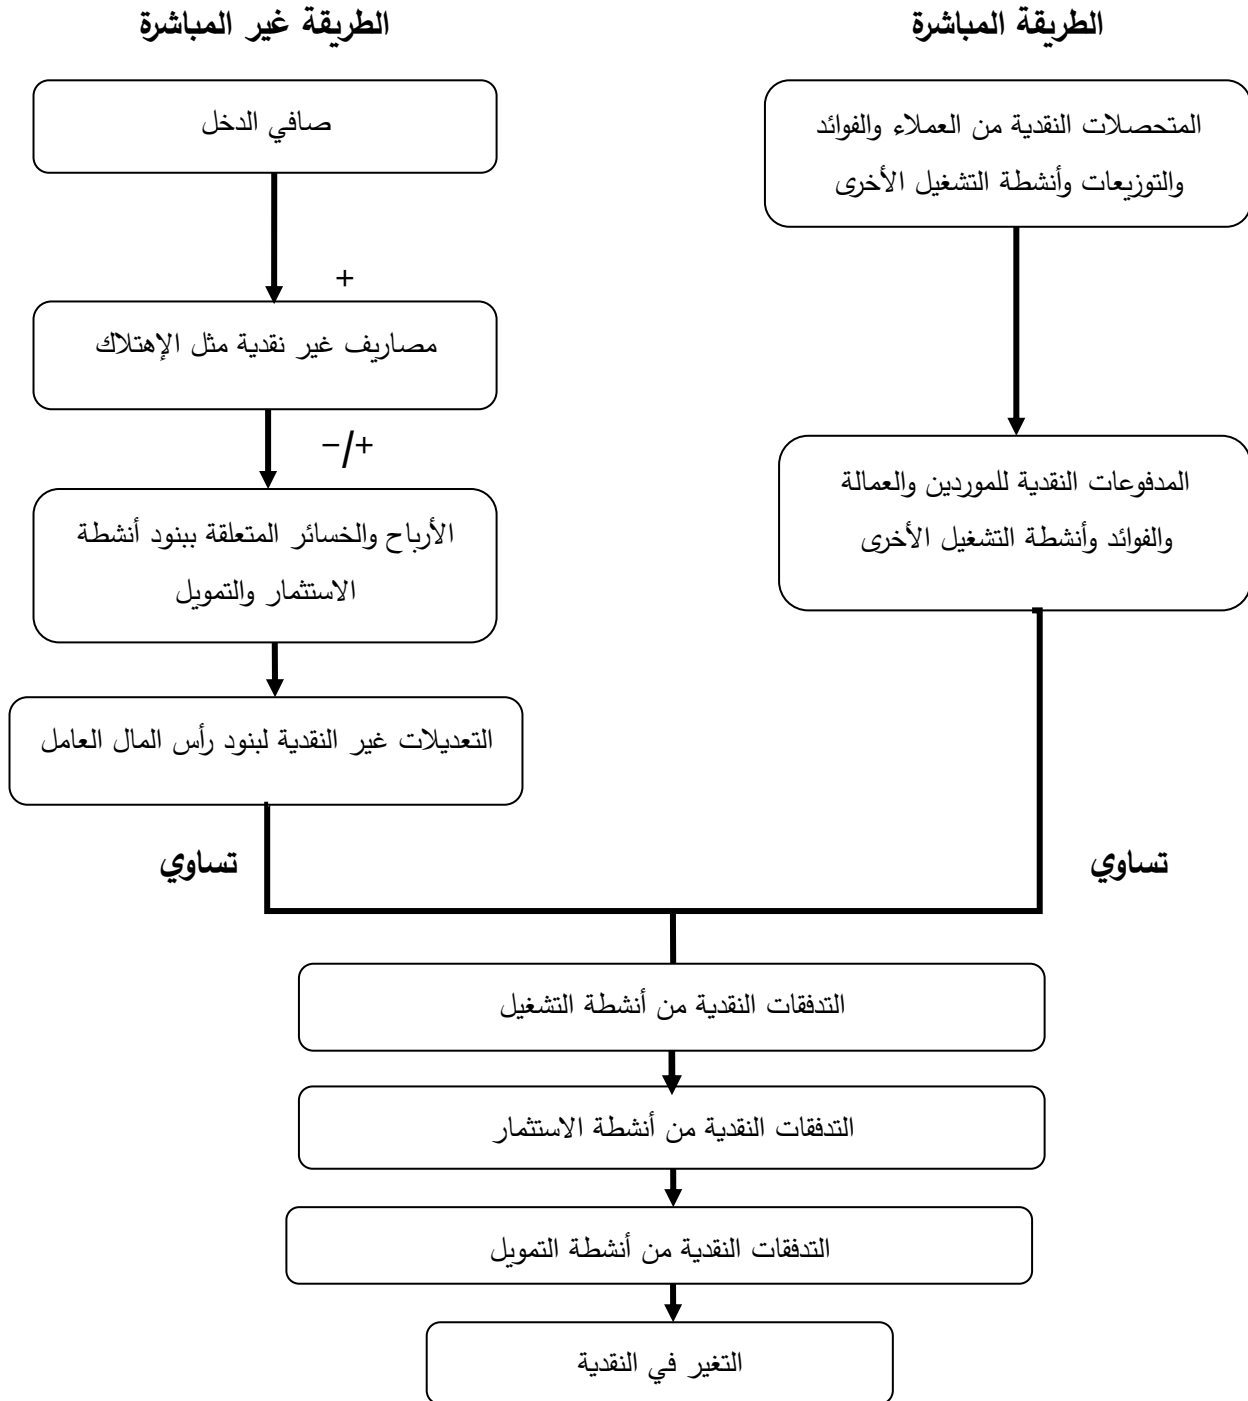 الطريقة المباشرة
المتحصلات النقدية من العملاء والفوائد
والتوزيعات وأنشطة التشغيل الأخرى
المدفوعات النقدية للموردين والعمالة
والفوائد وأنشطة التشغيل الأخرى
تساوي
الطريقة غير المباشرة
صافي الدخل
+
مصاريف غير نقدية مثل الإهتلاك
+/−
الأرباح والخسائر المتعلقة ببنود أنشطة
الاستثمار والتمويل
التعديلات غير النقدية لبنود رأس المال العامل
تساوي
التدفقات النقدية من أنشطة التشغيل
التدفقات النقدية من أنشطة الاستثمار
التدفقات النقدية من أنشطة التمويل
التغير في النقدية